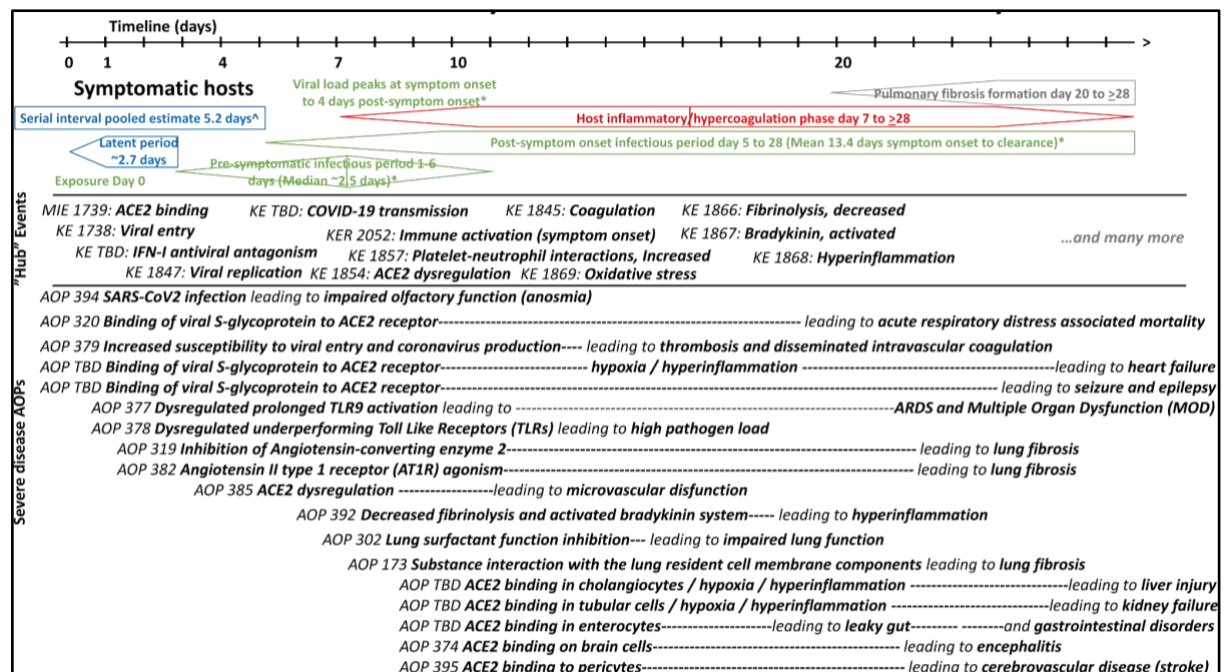 Timeline (days)
0 1 4 7 10 20 >
Symptomatic hosts
Viral load peaks at symptom onset
to 4 days post-symptom onset*
Pulmonary fibrosis formation day 20 to >28
Serial interval pooled estimate 5.2 days^
Host inflammatory/hypercoagulation phase day 7 to >28
Latent period
~2.7 days
Post-symptom onset infectious period day 5 to 28 (Mean 13.4 days symptom onset to clearance)*
Pre-symptomatic infectious period 1-6
days (Median ~2.5 days)*
Exposure Day 0
"Hub" Events
MIE 1739: ACE2 binding KE TBD: COVID-19 transmission KE 1845: Coagulation KE 1866: Fibrinolysis, decreased
KE 1738: Viral entry KER 2052: Immune activation (symptom onset) KE 1867: Bradykinin, activated
...and many more
KE TBD: IFN-I antiviral antagonism KE 1857: Platelet-neutrophil interactions, Increased KE 1868: Hyperinflammation
KE 1847: Viral replication KE 1854: ACE2 dysregulation KE 1869: Oxidative stress
Severe disease AOPs
AOP 394 SARS-CoV2 infection leading to impaired olfactory function (anosmia)
AOP 320 Binding of viral S-glycoprotein to ACE2 receptor---- leading to acute respiratory distress associated mortality
AOP 379 Increased susceptibility to viral entry and coronavirus production---- leading to thrombosis and disseminated intravascular coagulation
AOP TBD Binding of viral S-glycoprotein to ACE2 receptor---- hypoxia / hyperinflammation ----leading to heart failure
AOP TBD Binding of viral S-glycoprotein to ACE2 receptor---- leading to seizure and epilepsy
AOP 377 Dysregulated prolonged TLR9 activation leading to ----ARDS and Multiple Organ Dysfunction (MOD)
AOP 378 Dysregulated underperforming Toll Like Receptors (TLRs) leading to high pathogen load
AOP 319 Inhibition of Angiotensin-converting enzyme 2---- leading to lung fibrosis
AOP 382 Angiotensin II type 1 receptor (AT1R) agonism---- leading to lung fibrosis
AOP 385 ACE2 dysregulation ----leading to microvascular disfunction
AOP 392 Decreased fibrinolysis and activated bradykinin system----- leading to hyperinflammation
AOP 302 Lung surfactant function inhibition--- leading to impaired lung function
AOP 173 Substance interaction with the lung resident cell membrane components leading to lung fibrosis
AOP TBD ACE2 binding in cholangiocytes / hypoxia / hyperinflammation ----leading to liver injury
AOP TBD ACE2 binding in tubular cells / hypoxia / hyperinflammation ----leading to kidney failure
AOP TBD ACE2 binding in enterocytes----leading to leaky gut---- ----and gastrointestinal disorders
AOP 374 ACE2 binding on brain cells---- leading to encephalitis
AOP 395 ACE2 binding to pericytes---- leading to cerebrovascular disease (stroke)